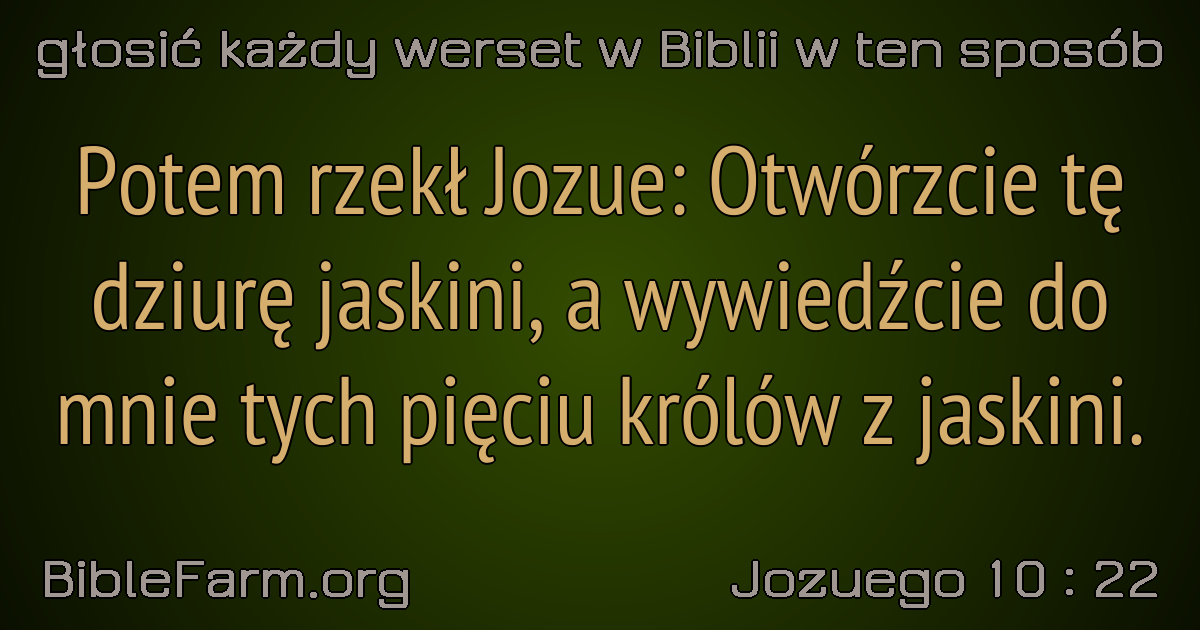 głosić każdy werset w Biblii w ten sposób
Potem rzekł Jozue: Otwórzcie tę
dziurę jaskini, a wywiedźcie do
mnie tych pięciu królów z jaskini.
BibleFarm.org
Jozuego 10 : 22